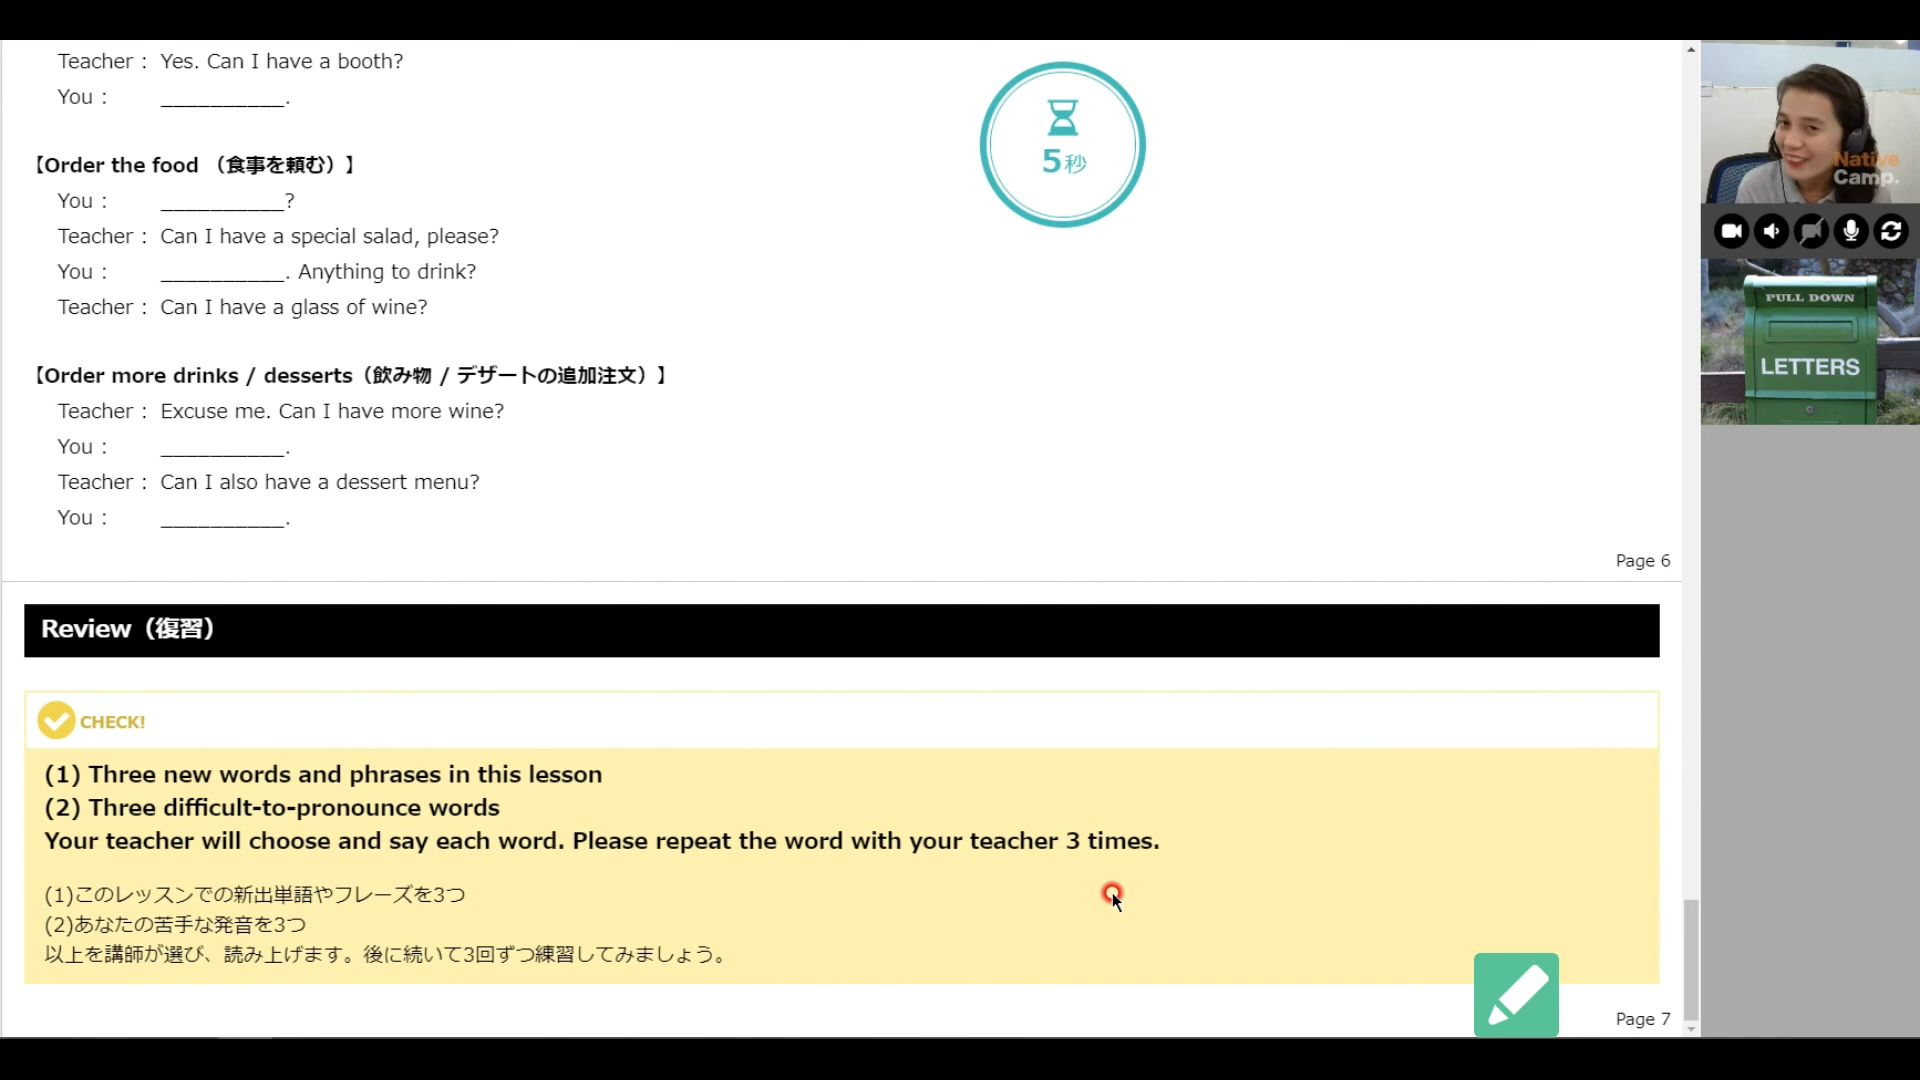 Teacher : Yes. Can I have a booth?
You : __________.
【Order the food （食事を頼む）】
You : __________?
Teacher : Can I have a special salad, please?
You : __________. Anything to drink?
Teacher : Can I have a glass of wine?
【Order more drinks / desserts（飲み物 / デザートの追加注文）】
Teacher : Excuse me. Can I have more wine?
You : __________.
Teacher : Can I also have a dessert menu?
You : __________.
Page 6
5秒
Review（復習）
CHECK!
(1) Three new words and phrases in this lesson
(2) Three difficult-to-pronounce words
Your teacher will choose and say each word. Please repeat the word with your teacher 3 times.
(1)このレッスンでの新出単語やフレーズを3つ
(2)あなたの苦手な発音を3つ
以上を講師が選び、読み上げます。後に続いて3回ずつ練習してみましょう。
Page 7
Native
Camp.
PULL DOWN
LETTERS